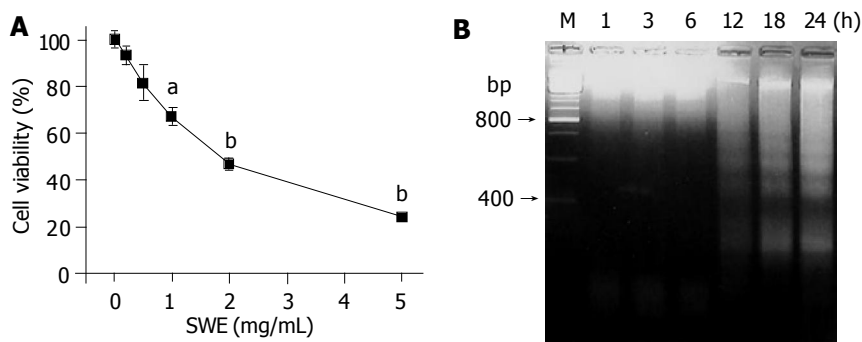 A
100
80
60
40
20
0
Cell viability (%)
a
b
b
0 1 2 3 4 5
SWE (mg/mL)
B
M 1 3 6 12 18 24 (h)
bp
800
400